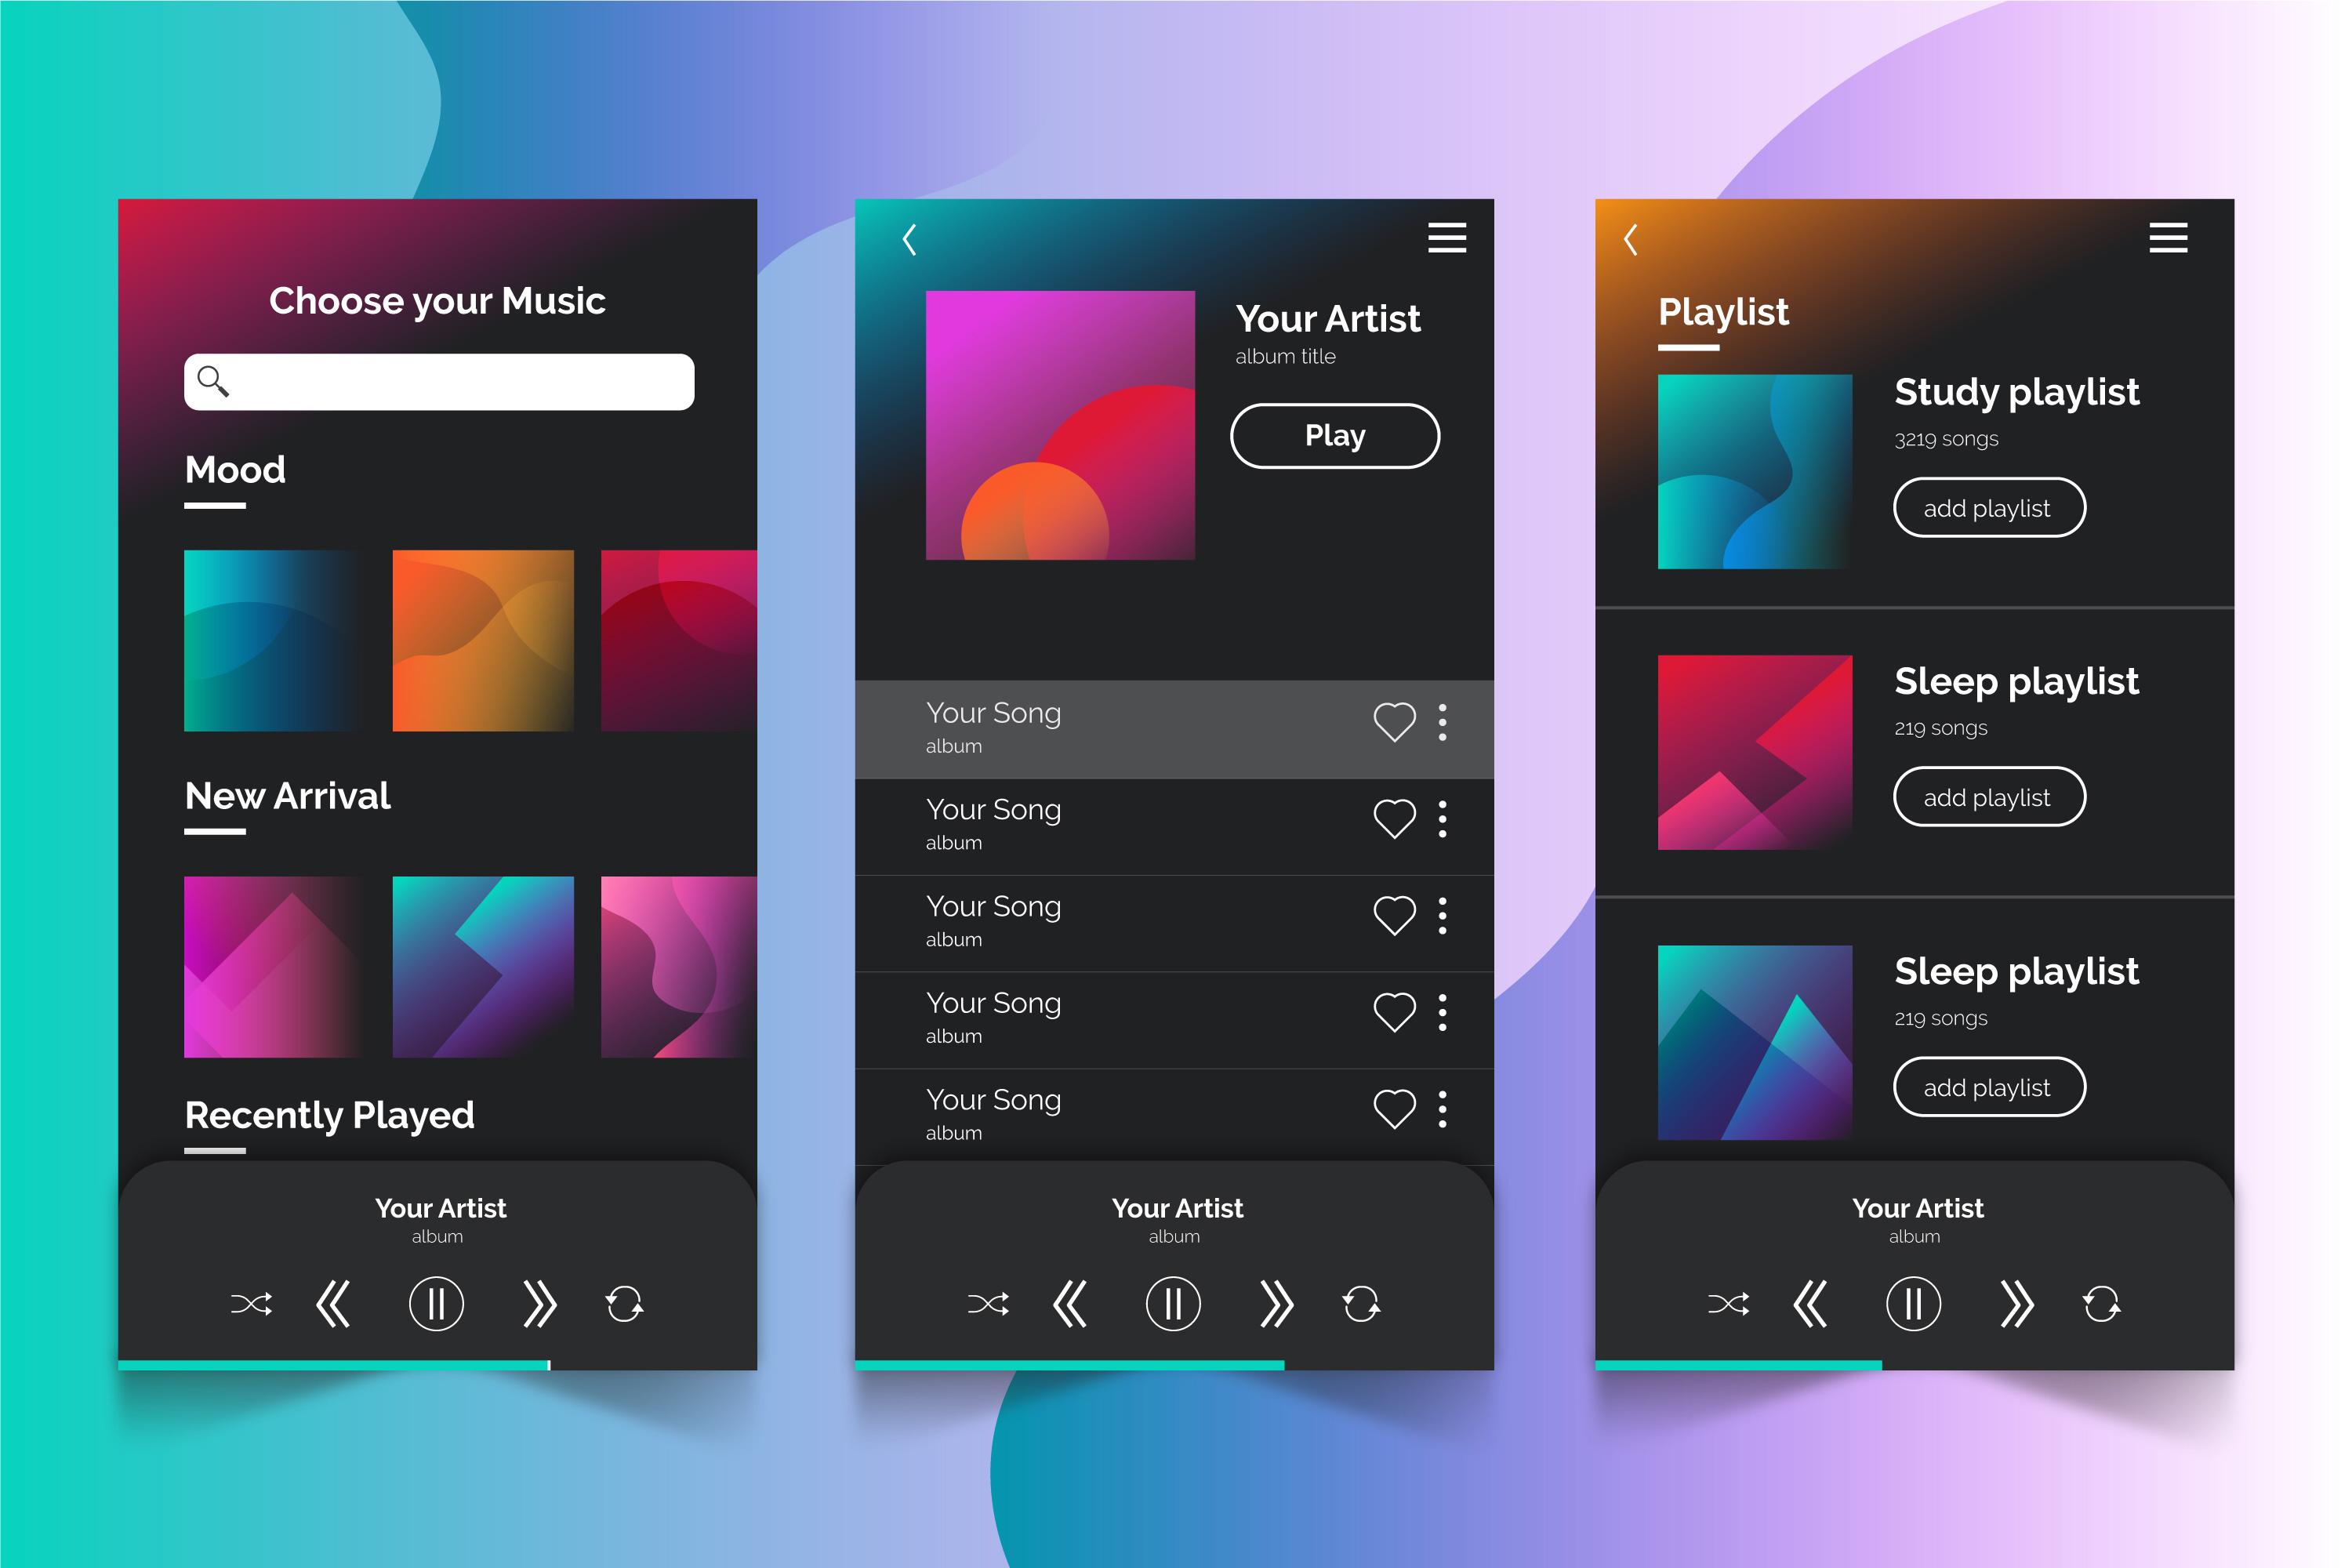 Choose your Music
Mood
New Arrival
Recently Played
Your Artist
album
Your Artist
album title
Play
Your Song
album
Your Song
album
Your Song
album
Your Song
album
Your Song
album
Your Artist
album
Playlist
Study playlist
3219 songs
add playlist
Sleep playlist
219 songs
add playlist
Sleep playlist
219 songs
add playlist
Your Artist
album